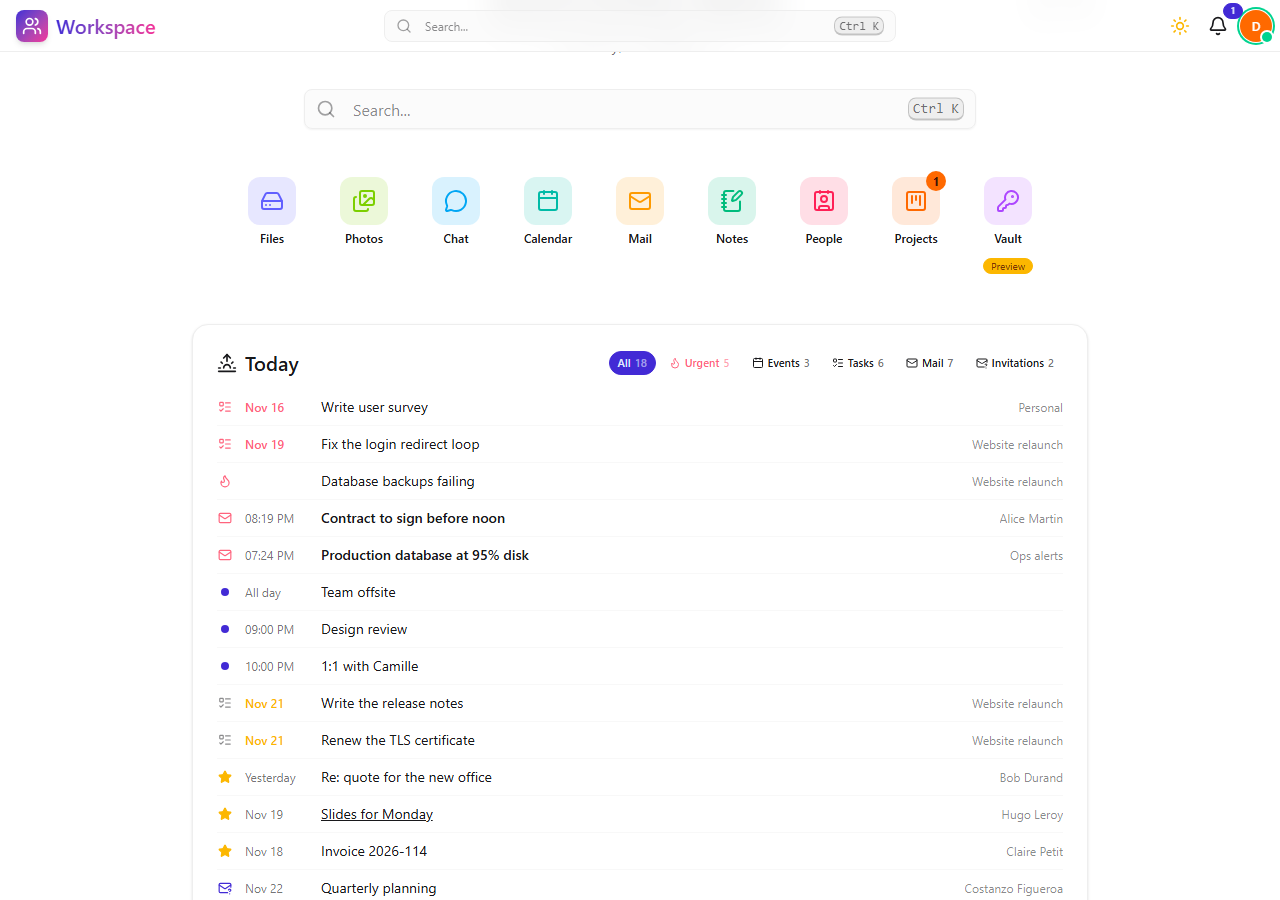 Workspace
Search...
Ctrl K
1
D
Search...
Ctrl K
Files
Photos
Chat
Calendar
Mail
Notes
People
1
Projects
Vault
Preview
Today
All 18
Urgent 5
Events 3
Tasks 6
Mail 7
Invitations 2
Nov 16 Write user survey Personal
Nov 19 Fix the login redirect loop Website relaunch
Database backups failing Website relaunch
08:19 PM Contract to sign before noon Alice Martin
07:24 PM Production database at 95% disk Ops alerts
All day Team offsite
09:00 PM Design review
10:00 PM 1:1 with Camille
Nov 21 Write the release notes Website relaunch
Nov 21 Renew the TLS certificate Website relaunch
Yesterday Re: quote for the new office Bob Durand
Nov 19 Slides for Monday Hugo Leroy
Nov 18 Invoice 2026-114 Claire Petit
Nov 22 Quarterly planning Costanzo Figueroa